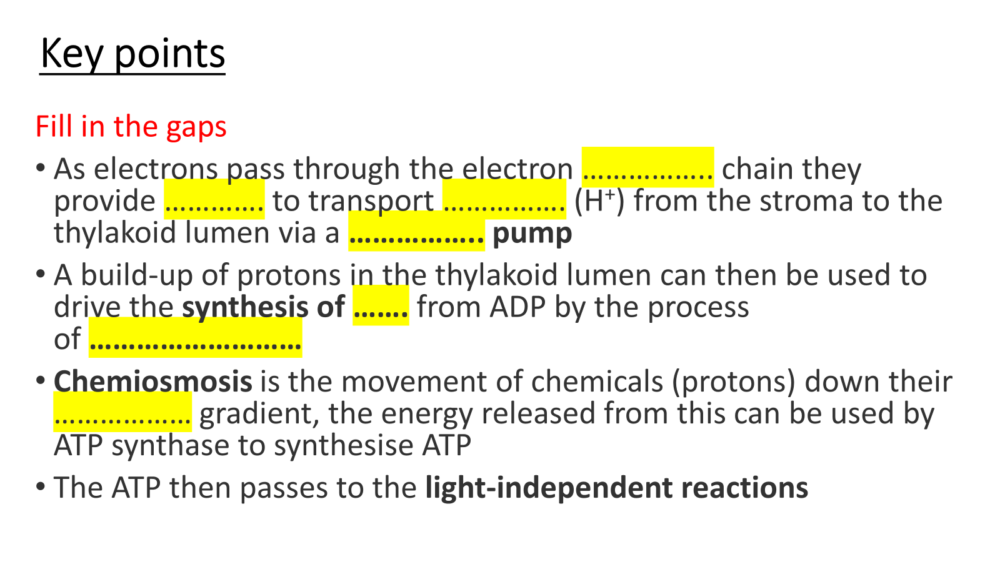 Key points
Fill in the gaps
• As electrons pass through the electron …………….. chain they
provide …………. to transport ……………. (H⁺) from the stroma to the
thylakoid lumen via a …………….. pump
• A build-up of protons in the thylakoid lumen can then be used to
drive the synthesis of ……. from ADP by the process
of ………………………
• Chemiosmosis is the movement of chemicals (protons) down their
……………… gradient, the energy released from this can be used by
ATP synthase to synthesise ATP
• The ATP then passes to the light-independent reactions